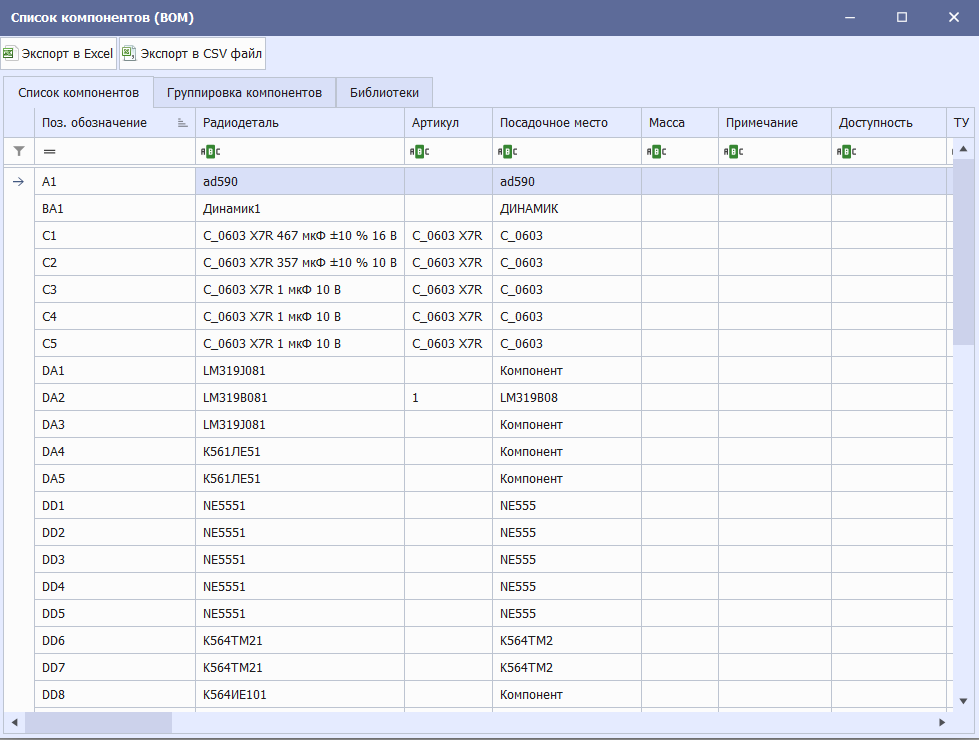 Список компонентов (BOM)
Экспорт в Excel Экспорт в CSV файл
Список компонентов Группировка компонентов Библиотеки
Поз. обозначение Радиодеталь Артикул Посадочное место Масса Примечание Доступность ТУ
= ABC ABC ABC ABC ABC ABC
A1 ad590 ad590
BA1 Динамик1 ДИНАМИК
C1 C_0603 X7R 467 мкФ ±10 % 16 В C_0603 X7R C_0603
C2 C_0603 X7R 357 мкФ ±10 % 10 В C_0603 X7R C_0603
C3 C_0603 X7R 1 мкФ 10 В C_0603 X7R C_0603
C4 C_0603 X7R 1 мкФ 10 В C_0603 X7R C_0603
C5 C_0603 X7R 1 мкФ 10 В C_0603 X7R C_0603
DA1 LM319J081 Компонент
DA2 LM319B081 1 LM319B08
DA3 LM319J081 Компонент
DA4 К561ЛЕ51 Компонент
DA5 К561ЛЕ51 Компонент
DD1 NE5551 NE555
DD2 NE5551 NE555
DD3 NE5551 NE555
DD4 NE5551 NE555
DD5 NE5551 NE555
DD6 К564ТМ21 К564ТМ2
DD7 К564ТМ21 К564ТМ2
DD8 К564ИЕ101 Компонент